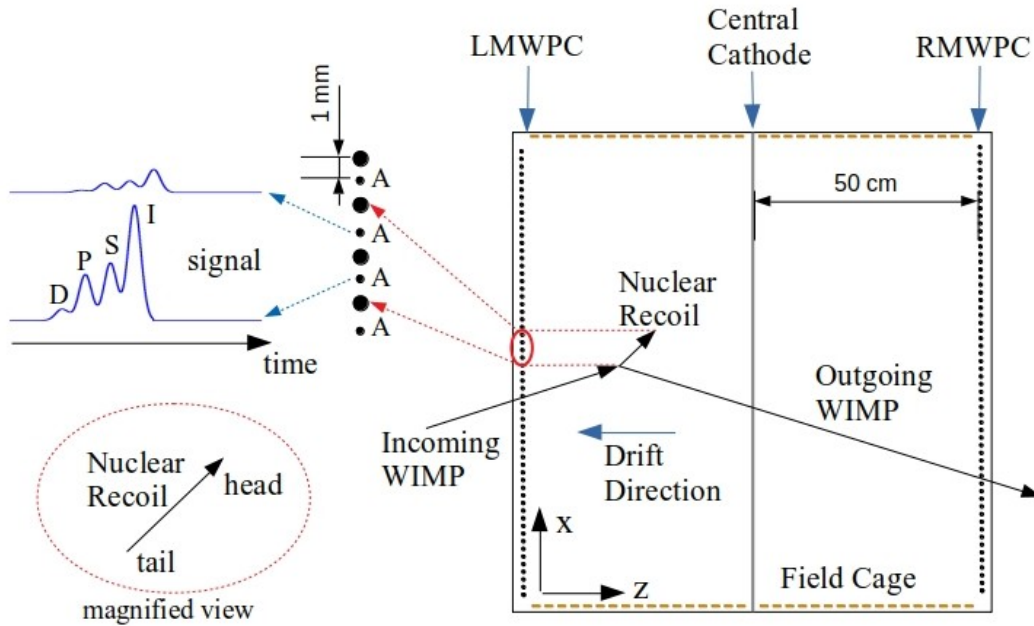 LMWPC
Central
Cathode
RMWPC
1 mm
A
A
A
A
50 cm
D
P
S
I
signal
time
Nuclear
Recoil
Incoming
WIMP
Outgoing
WIMP
Drift
Direction
x
z
Field Cage
Nuclear
Recoil
head
tail
magnified view